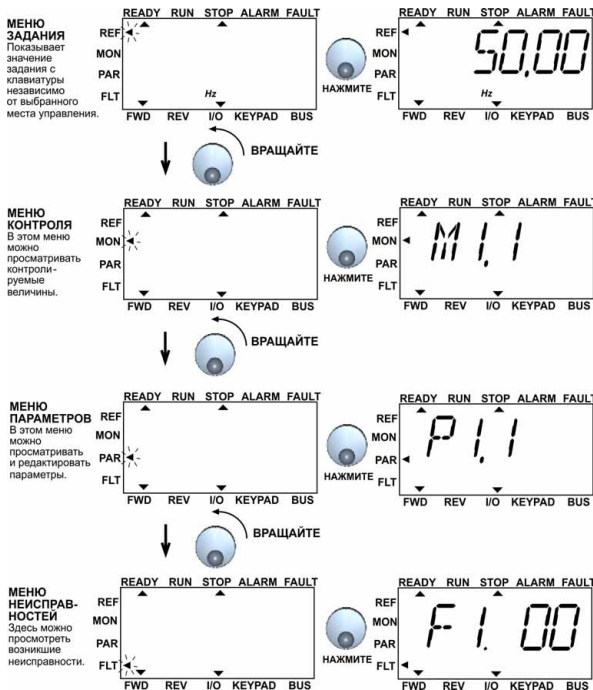 МЕНЮ
ЗАДАНИЯ
Показывает
значение
задания с
клавиатуры
независимо
от выбранного
места управления.
READY RUN STOP ALARM FAULT
REF
MON
PAR
FLT
Hz
FWD REV I/O KEYPAD BUS
НАЖМИТЕ
READY RUN STOP ALARM FAULT
REF
MON
PAR
FLT
50,00
Hz
FWD REV I/O KEYPAD BUS
ВРАЩАЙТЕ
МЕНЮ
КОНТРОЛЯ
В этом меню
можно
просматривать
контроли-
руемые
величины.
READY RUN STOP ALARM FAULT
REF
MON
PAR
FLT
FWD REV I/O KEYPAD BUS
НАЖМИТЕ
READY RUN STOP ALARM FAULT
REF
MON
PAR
FLT
M1,1
FWD REV I/O KEYPAD BUS
ВРАЩАЙТЕ
МЕНЮ
ПАРАМЕТРОВ
В этом меню
можно
просматривать
и редактировать
параметры.
READY RUN STOP ALARM FAULT
REF
MON
PAR
FLT
FWD REV I/O KEYPAD BUS
НАЖМИТЕ
READY RUN STOP ALARM FAULT
REF
MON
PAR
FLT
P1,1
FWD REV I/O KEYPAD BUS
ВРАЩАЙТЕ
МЕНЮ
НЕИСПРАВ-
НОСТЕЙ
Здесь можно
просмотреть
возникшие
неисправности.
READY RUN STOP ALARM FAULT
REF
MON
PAR
FLT
FWD REV I/O KEYPAD BUS
НАЖМИТЕ
READY RUN STOP ALARM FAULT
REF
MON
PAR
FLT
F1. 00
FWD REV I/O KEYPAD BUS